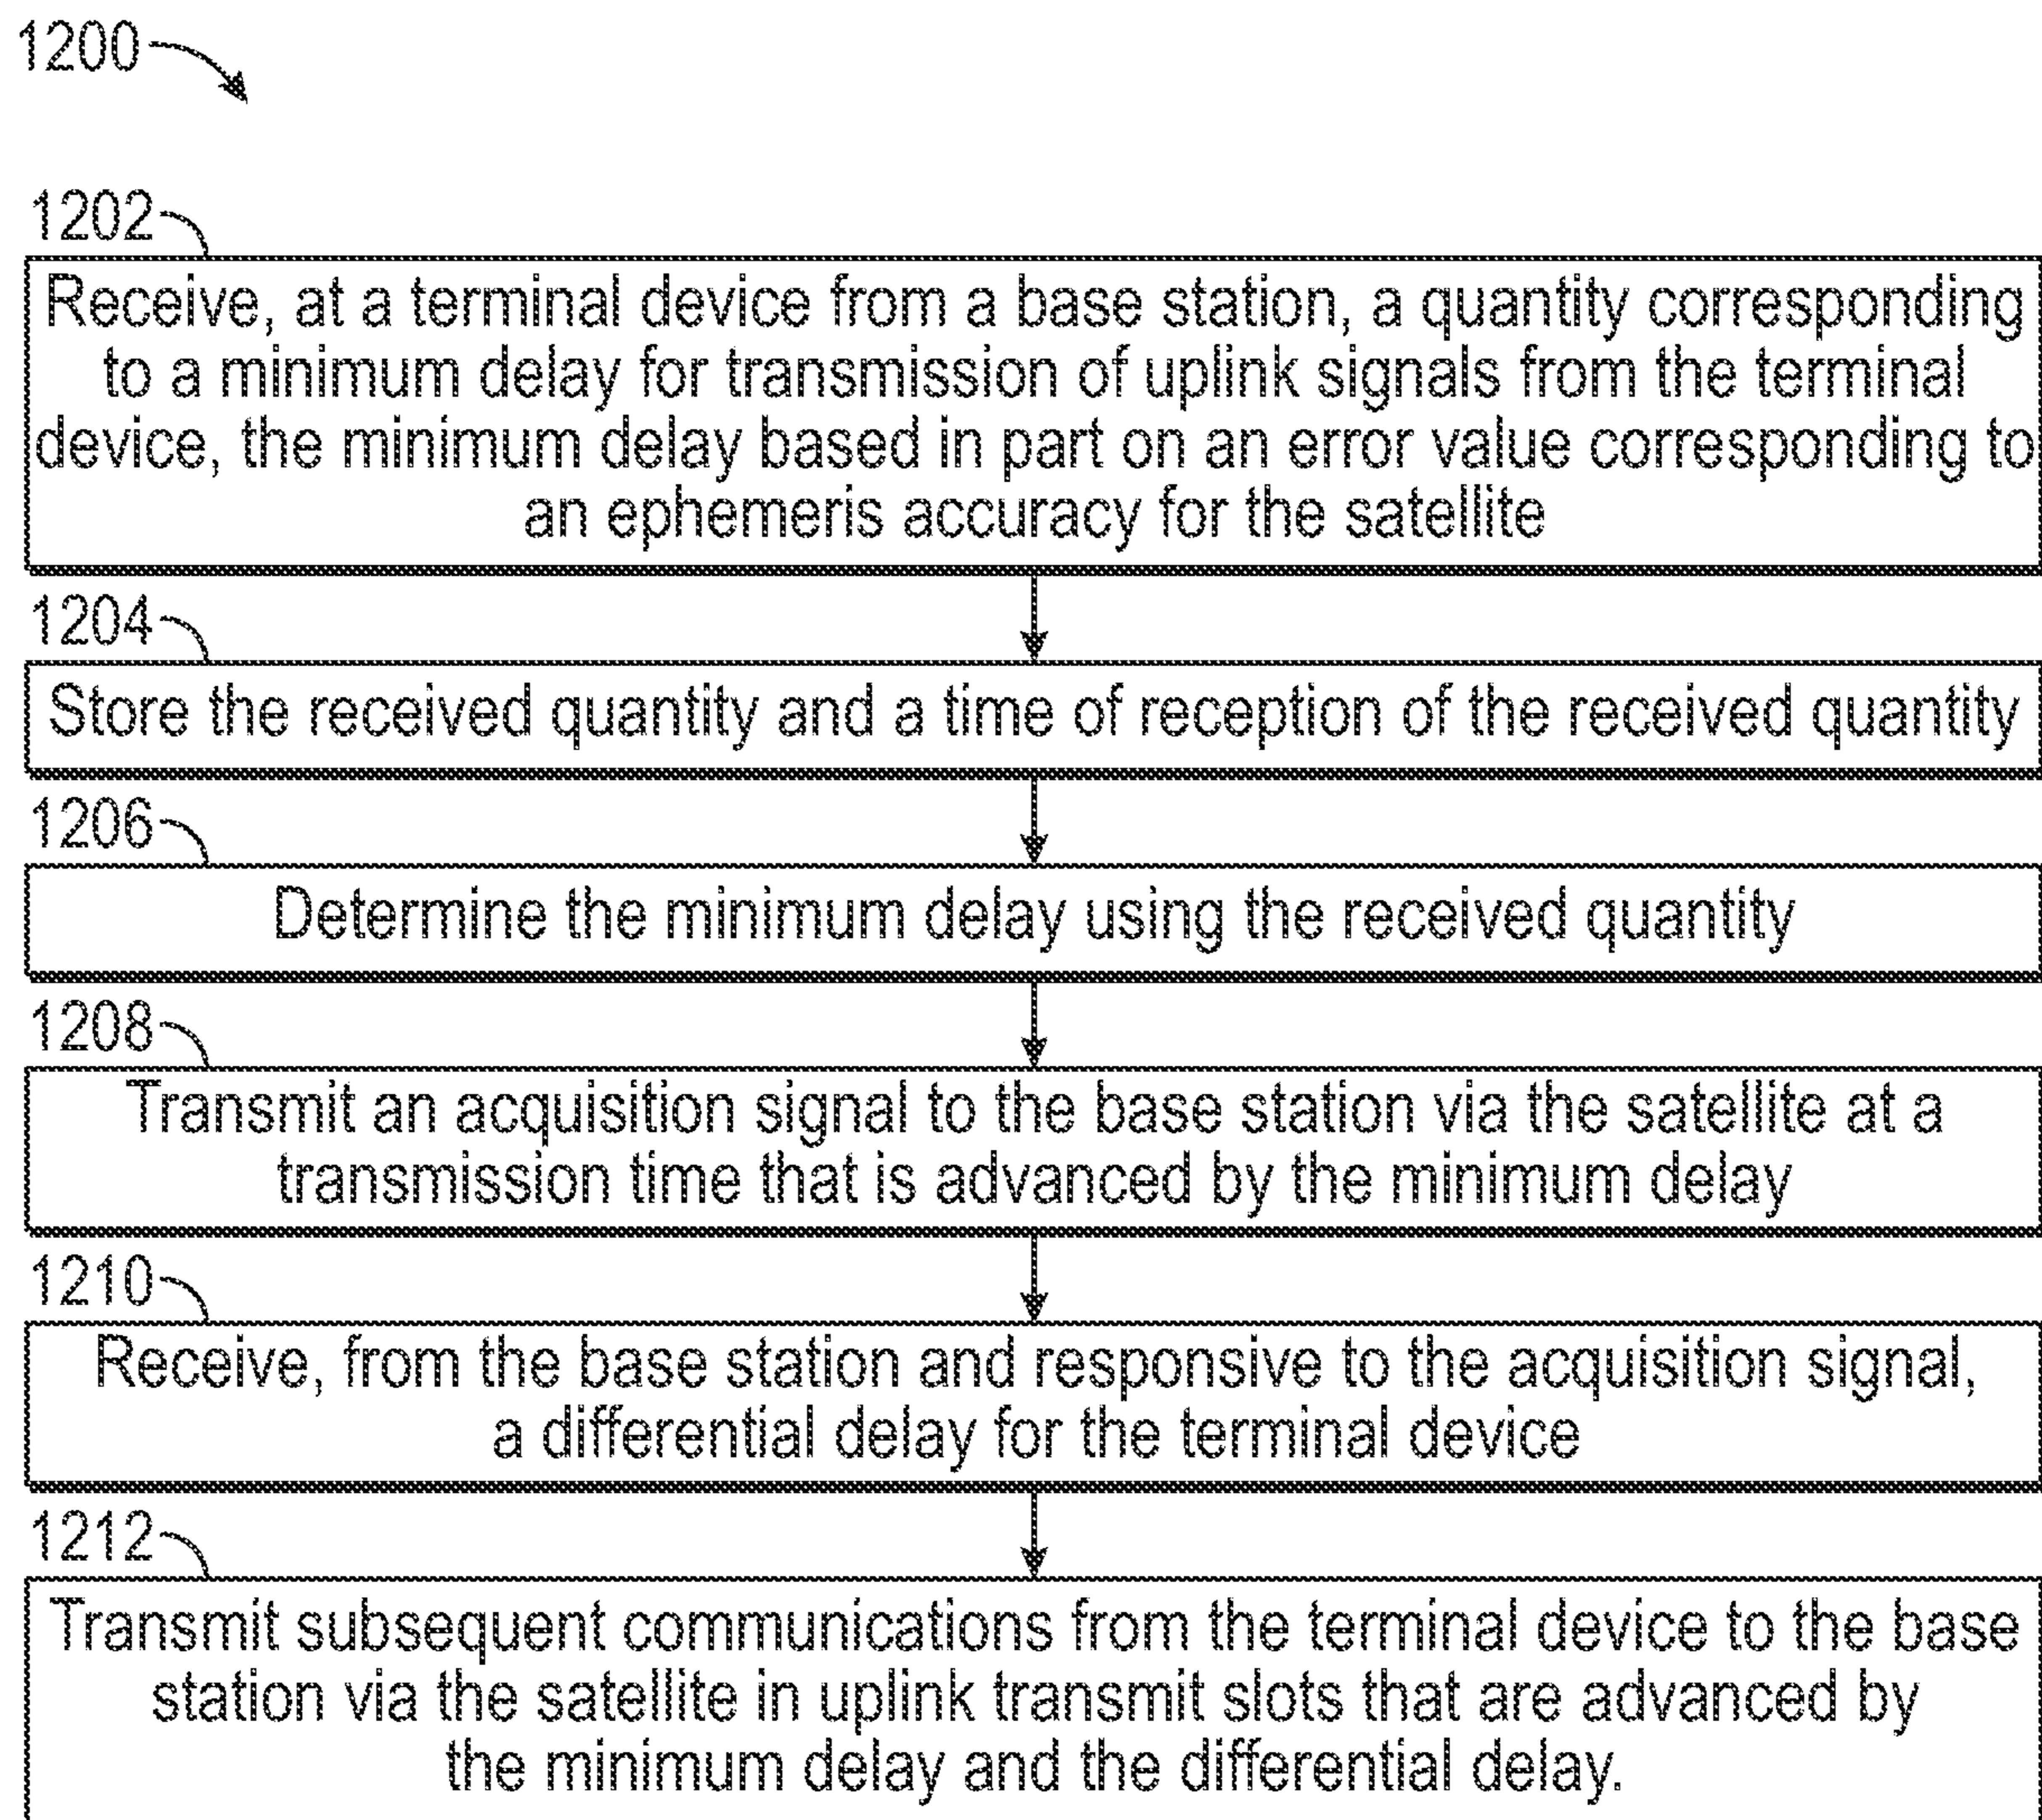 1200
1202
Receive, at a terminal device from a base station, a quantity corresponding
to a minimum delay for transmission of uplink signals from the terminal
device, the minimum delay based in part on an error value corresponding to
an ephemeris accuracy for the satellite
1204
Store the received quantity and a time of reception of the received quantity
1206
Determine the minimum delay using the received quantity
1208
Transmit an acquisition signal to the base station via the satellite at a
transmission time that is advanced by the minimum delay
1210
Receive, from the base station and responsive to the acquisition signal,
a differential delay for the terminal device
1212
Transmit subsequent communications from the terminal device to the base
station via the satellite in uplink transmit slots that are advanced by
the minimum delay and the differential delay.